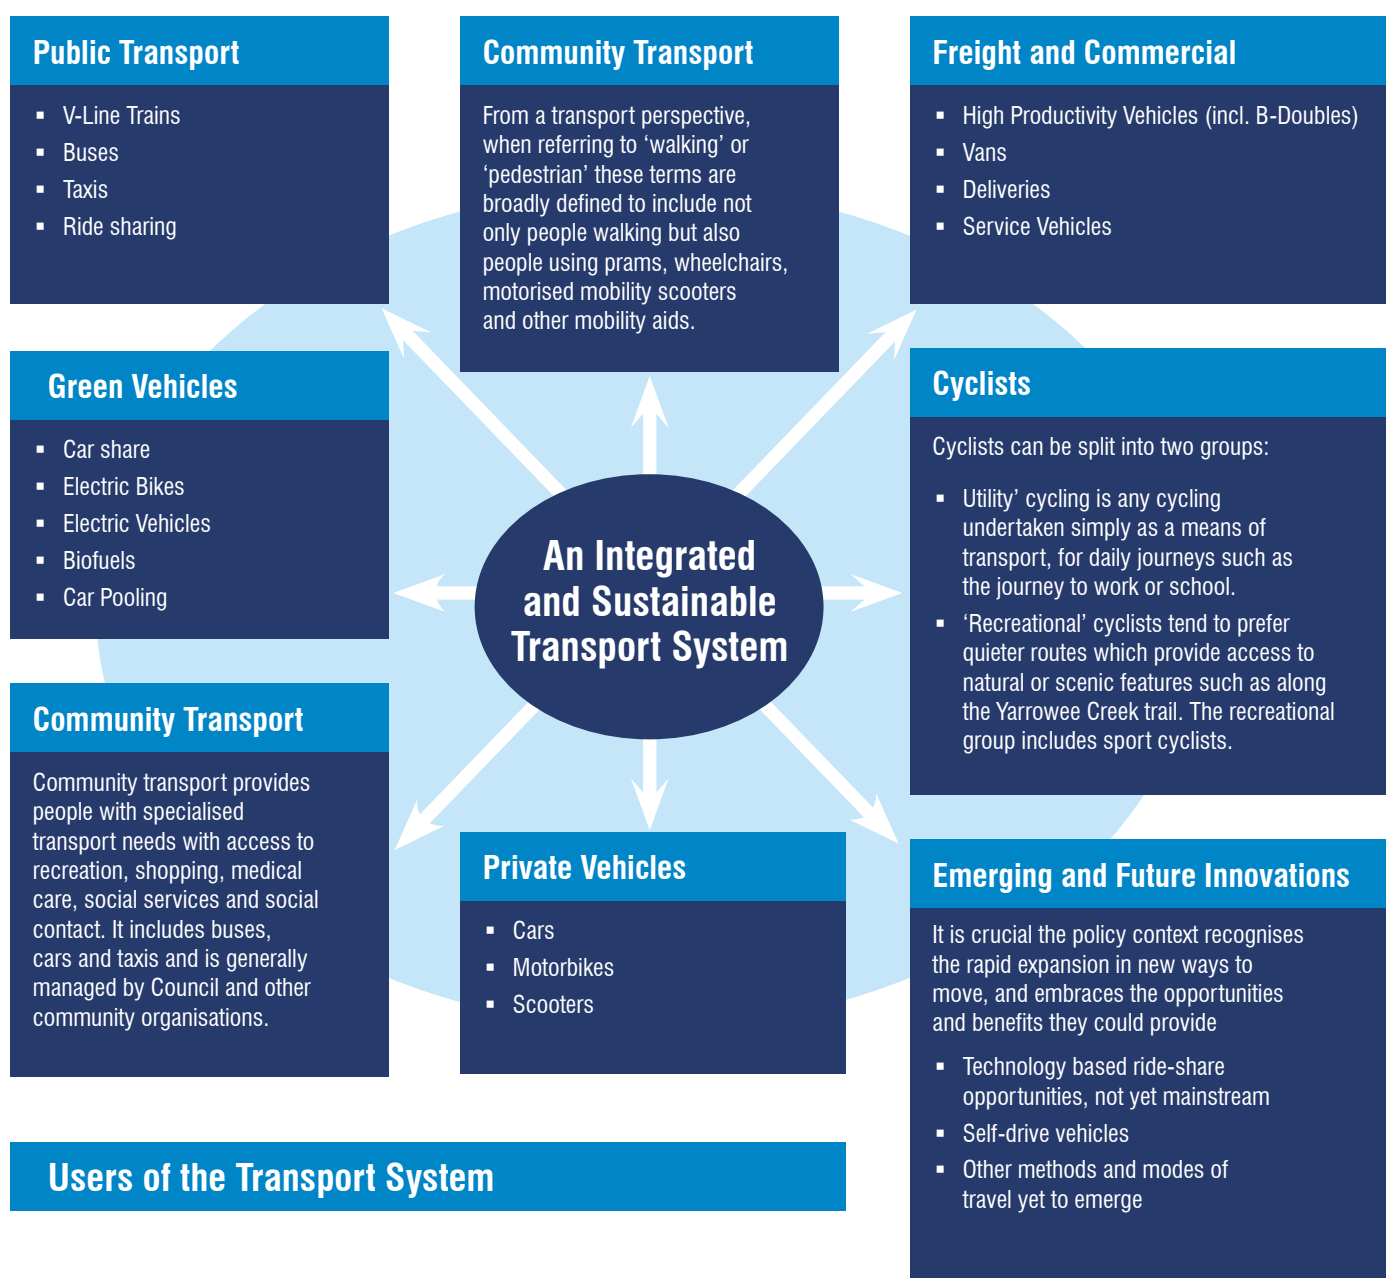 Public Transport
▪ V-Line Trains
▪ Buses
▪ Taxis
▪ Ride sharing
Community Transport
From a transport perspective,
when referring to ‘walking’ or
‘pedestrian’ these terms are
broadly defined to include not
only people walking but also
people using prams, wheelchairs,
motorised mobility scooters
and other mobility aids.
Freight and Commercial
▪ High Productivity Vehicles (incl. B-Doubles)
▪ Vans
▪ Deliveries
▪ Service Vehicles
Green Vehicles
▪ Car share
▪ Electric Bikes
▪ Electric Vehicles
▪ Biofuels
▪ Car Pooling
An Integrated
and Sustainable
Transport System
Cyclists
Cyclists can be split into two groups:
▪ Utility’ cycling is any cycling
undertaken simply as a means of
transport, for daily journeys such as
the journey to work or school.
▪ ‘Recreational’ cyclists tend to prefer
quieter routes which provide access to
natural or scenic features such as along
the Yarrowee Creek trail. The recreational
group includes sport cyclists.
Community Transport
Community transport provides
people with specialised
transport needs with access to
recreation, shopping, medical
care, social services and social
contact. It includes buses,
cars and taxis and is generally
managed by Council and other
community organisations.
Private Vehicles
▪ Cars
▪ Motorbikes
▪ Scooters
Emerging and Future Innovations
It is crucial the policy context recognises
the rapid expansion in new ways to
move, and embraces the opportunities
and benefits they could provide
▪ Technology based ride-share
opportunities, not yet mainstream
▪ Self-drive vehicles
▪ Other methods and modes of
travel yet to emerge
Users of the Transport System